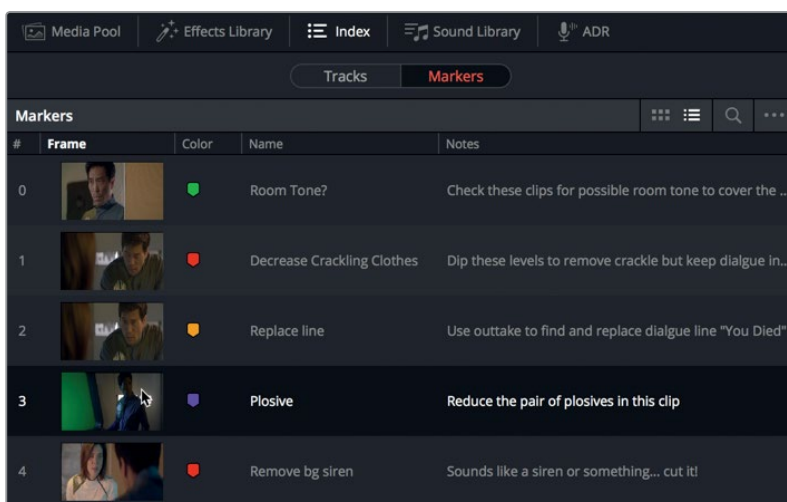 Media Pool Effects Library Index Sound Library ADR
Tracks Markers
Markers
# Frame Color Name Notes
0 Room Tone? Check these clips for possible room tone to cover the ..
1 Decrease Crackling Clothes Dip these levels to remove crackle but keep dialgue in..
2 Replace line Use outtake to find and replace dialgue line "You Died"
3 Plosive Reduce the pair of plosives in this clip
4 Remove bg siren Sounds like a siren or something... cut it!